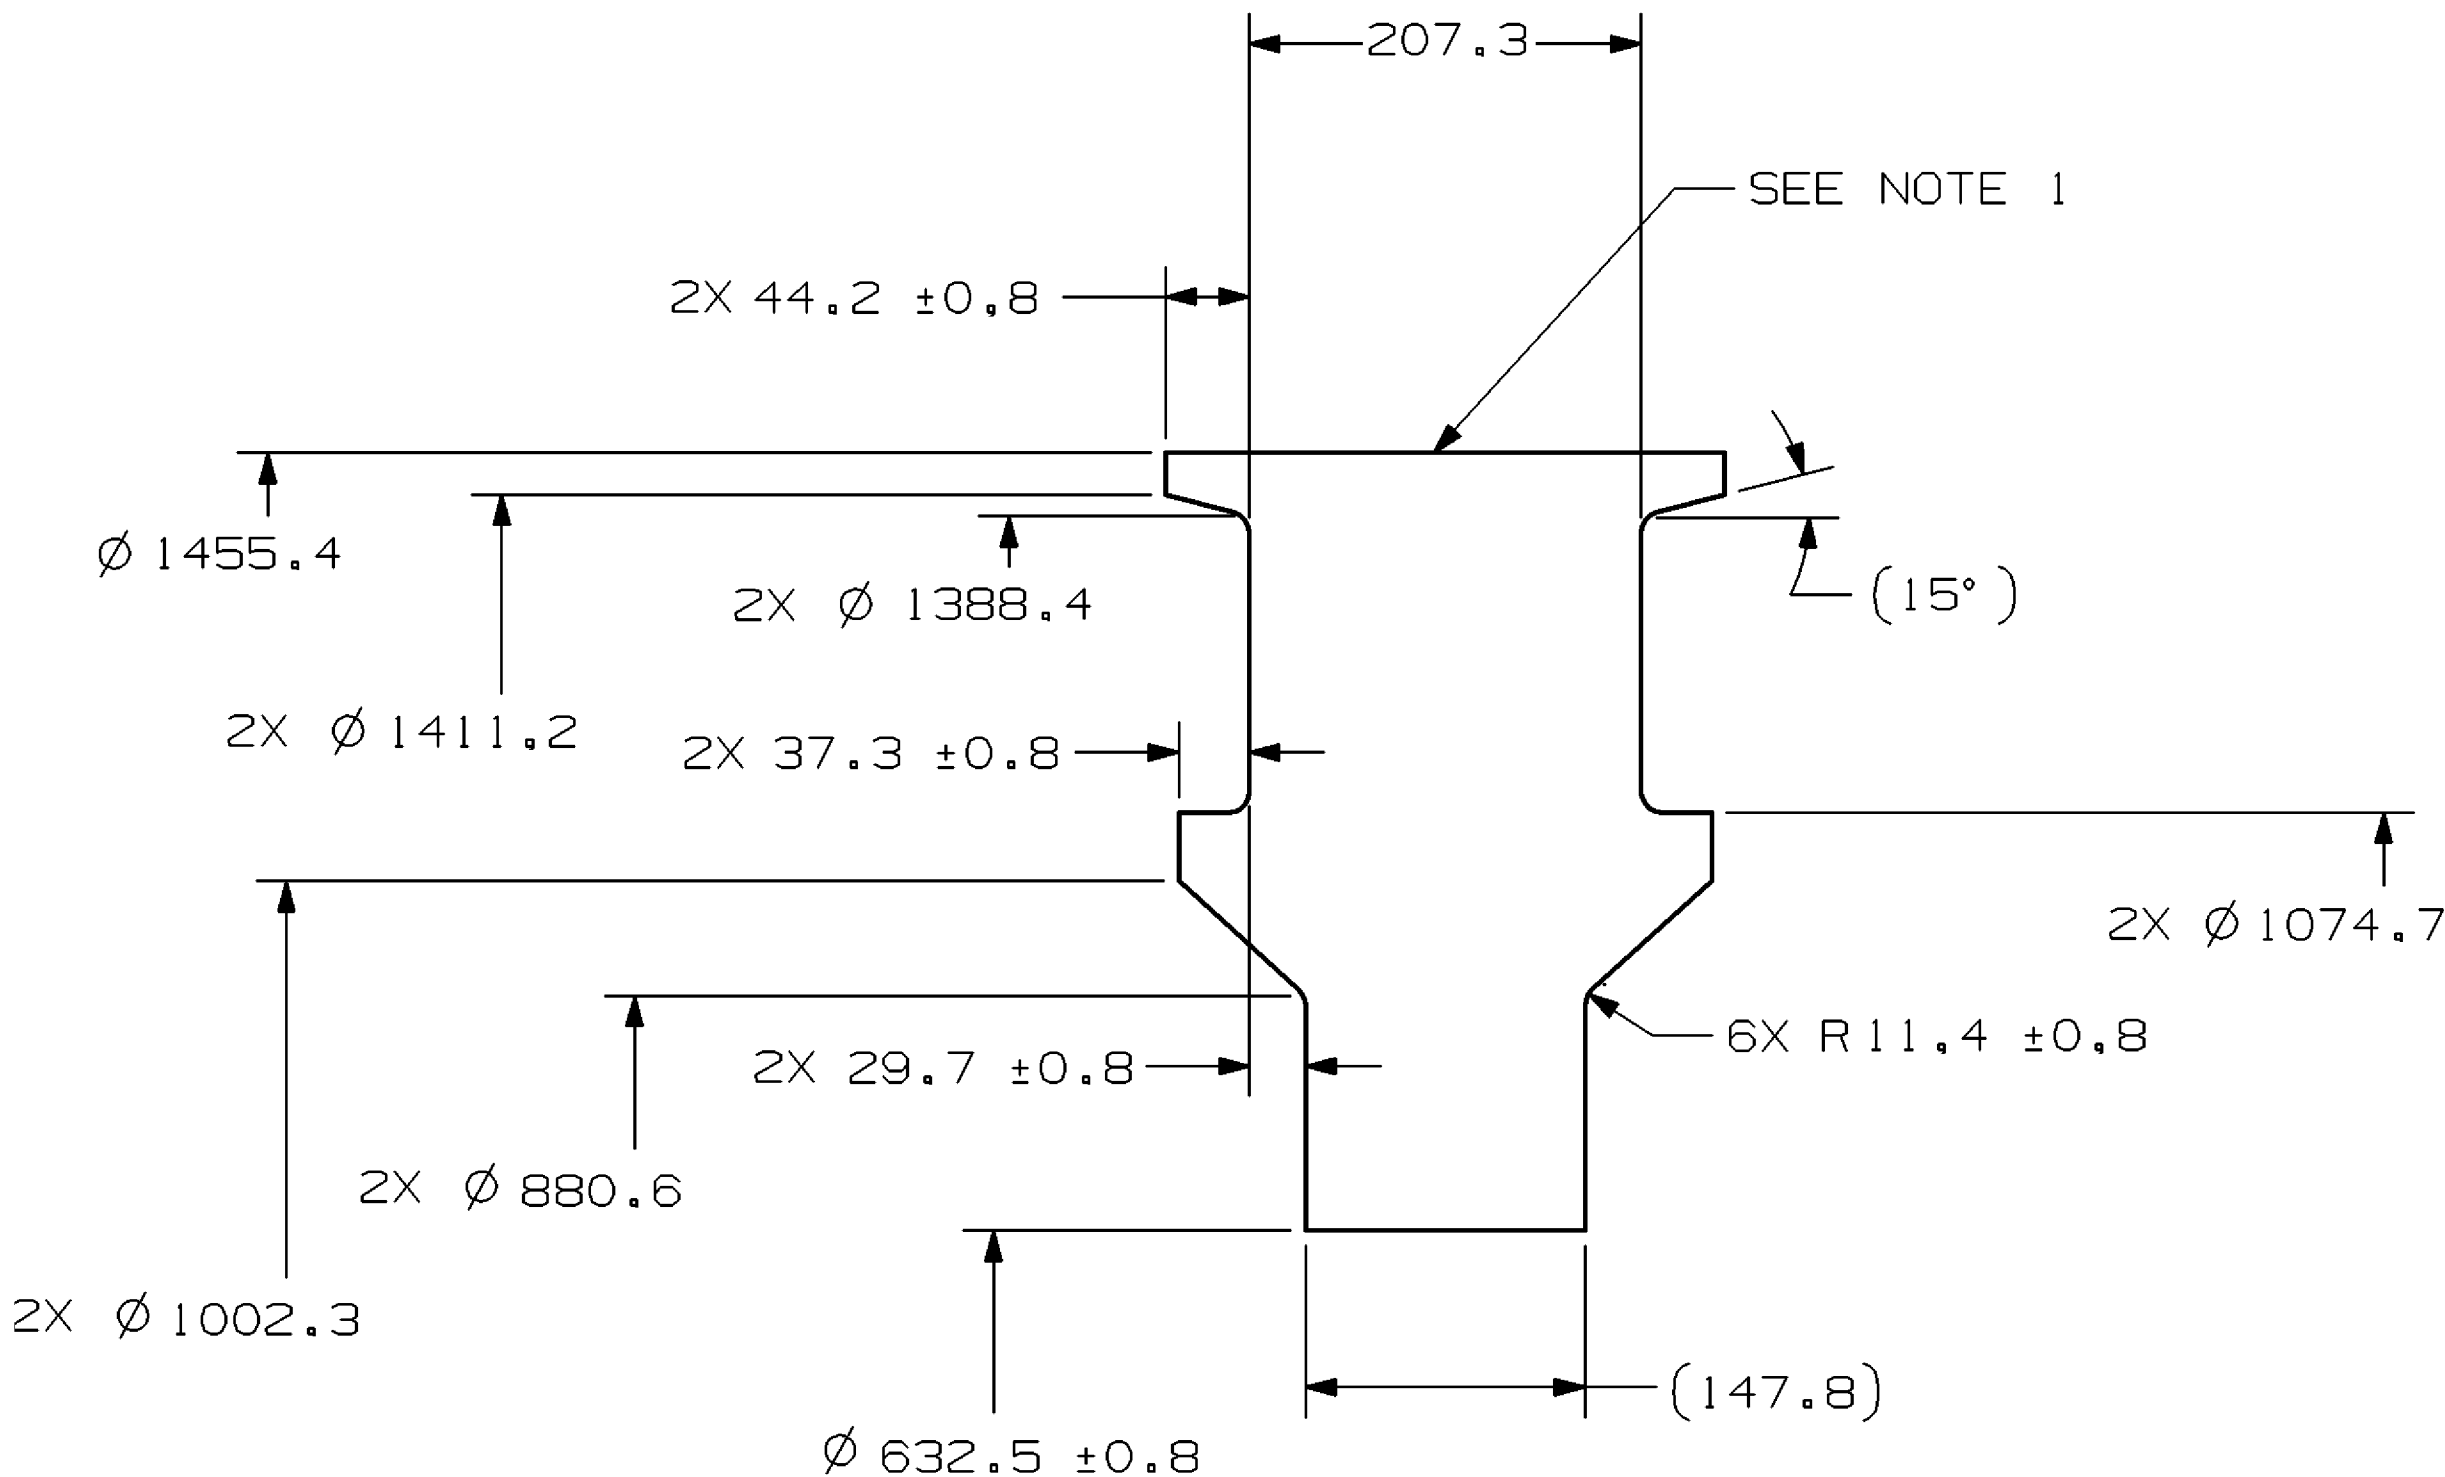 207.3
SEE NOTE 1
2X 44.2 ±0.8
Ø 1455.4
2X Ø 1388.4
(15°)
2X Ø 1411.2
2X 37.3 ±0.8
2X Ø 1074.7
6X R11.4 ±0.8
2X 29.7 ±0.8
2X Ø 880.6
2X Ø 1002.3
(147.8)
Ø 632.5 ±0.8